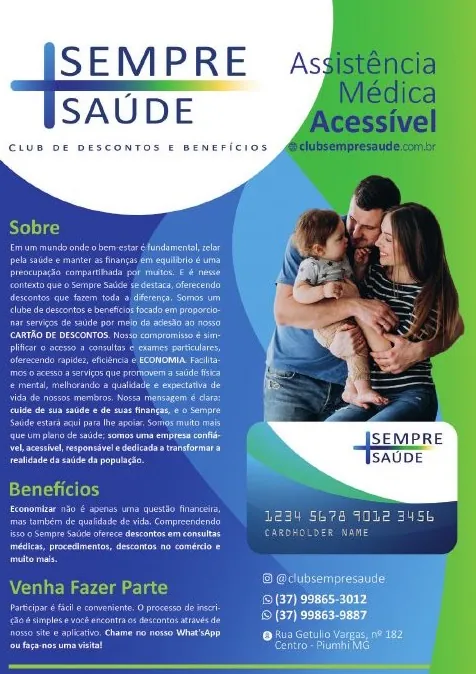 SEMPRE
SAÚDE
CLUB DE DESCONTOS E BENEFÍCIOS
Assistência
Médica
Acessível
@clubsempresaude.com.br
Sobre
Em um mundo onde o bem-estar é fundamental, zelar
pela saúde e manter as finanças em equilíbrio é uma
preocupação compartilhada por muitos. E é nesse
contexto que o Sempre Saúde se destaca, oferecendo
descontos que fazem toda a diferença. Somos um
clube de descontos e benefícios focado em proporcio-
nar serviços de saúde por meio da adesão ao nosso
CARTÃO DE DESCONTOS. Nosso compromisso é sim-
plificar o acesso a consultas e exames particulares,
oferecendo rapidez, eficiência e ECONOMIA. Facilita-
mos o acesso a serviços que promovem a saúde física
e mental, melhorando a qualidade e expectativa de
vida de nossos membros. Nossa mensagem é clara:
cuide de sua saúde e de suas finanças, e o Sempre
Saúde estará aqui para lhe apoiar. Somos muito mais
que um plano de saúde; somos uma empresa confiá-
vel, acessível, responsável e dedicada a transformar a
realidade da saúde da população.
SEMPRE
SAÚDE
1234 5678 9012 3456
CARDHOLDER NAME
Benefícios
Economizar não é apenas uma questão financeira,
mas também de qualidade de vida. Compreendendo
isso o Sempre Saúde oferece descontos em consultas
médicas, procedimentos, descontos no comércio e
muito mais.
Venha Fazer Parte
Participar é fácil e conveniente. O processo de inscri-
ção é simples e você encontra os descontos através de
nosso site e aplicativo. Chame no nosso What'sApp
ou faça-nos uma visita!
@clubsempresaude
(37) 99865-3012
(37) 99863-9887
Rua Getulio Vargas, nº 182
Centro - Piumhi MG